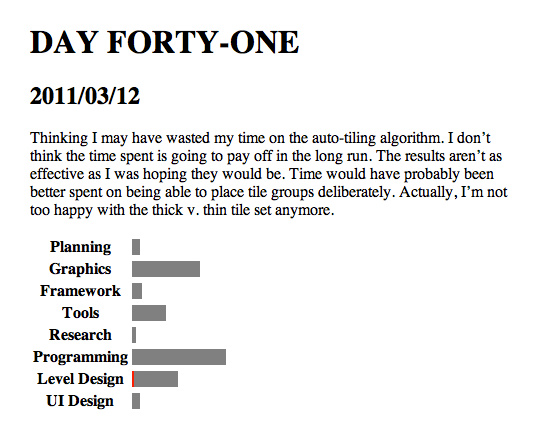 DAY FORTY-ONE
2011/03/12
Thinking I may have wasted my time on the auto-tiling algorithm. I don’t
think the time spent is going to pay off in the long run. The results aren’t as
effective as I was hoping they would be. Time would have probably been
better spent on being able to place tile groups deliberately. Actually, I’m not
too happy with the thick v. thin tile set anymore.
Planning
Graphics
Framework
Tools
Research
Programming
Level Design
UI Design